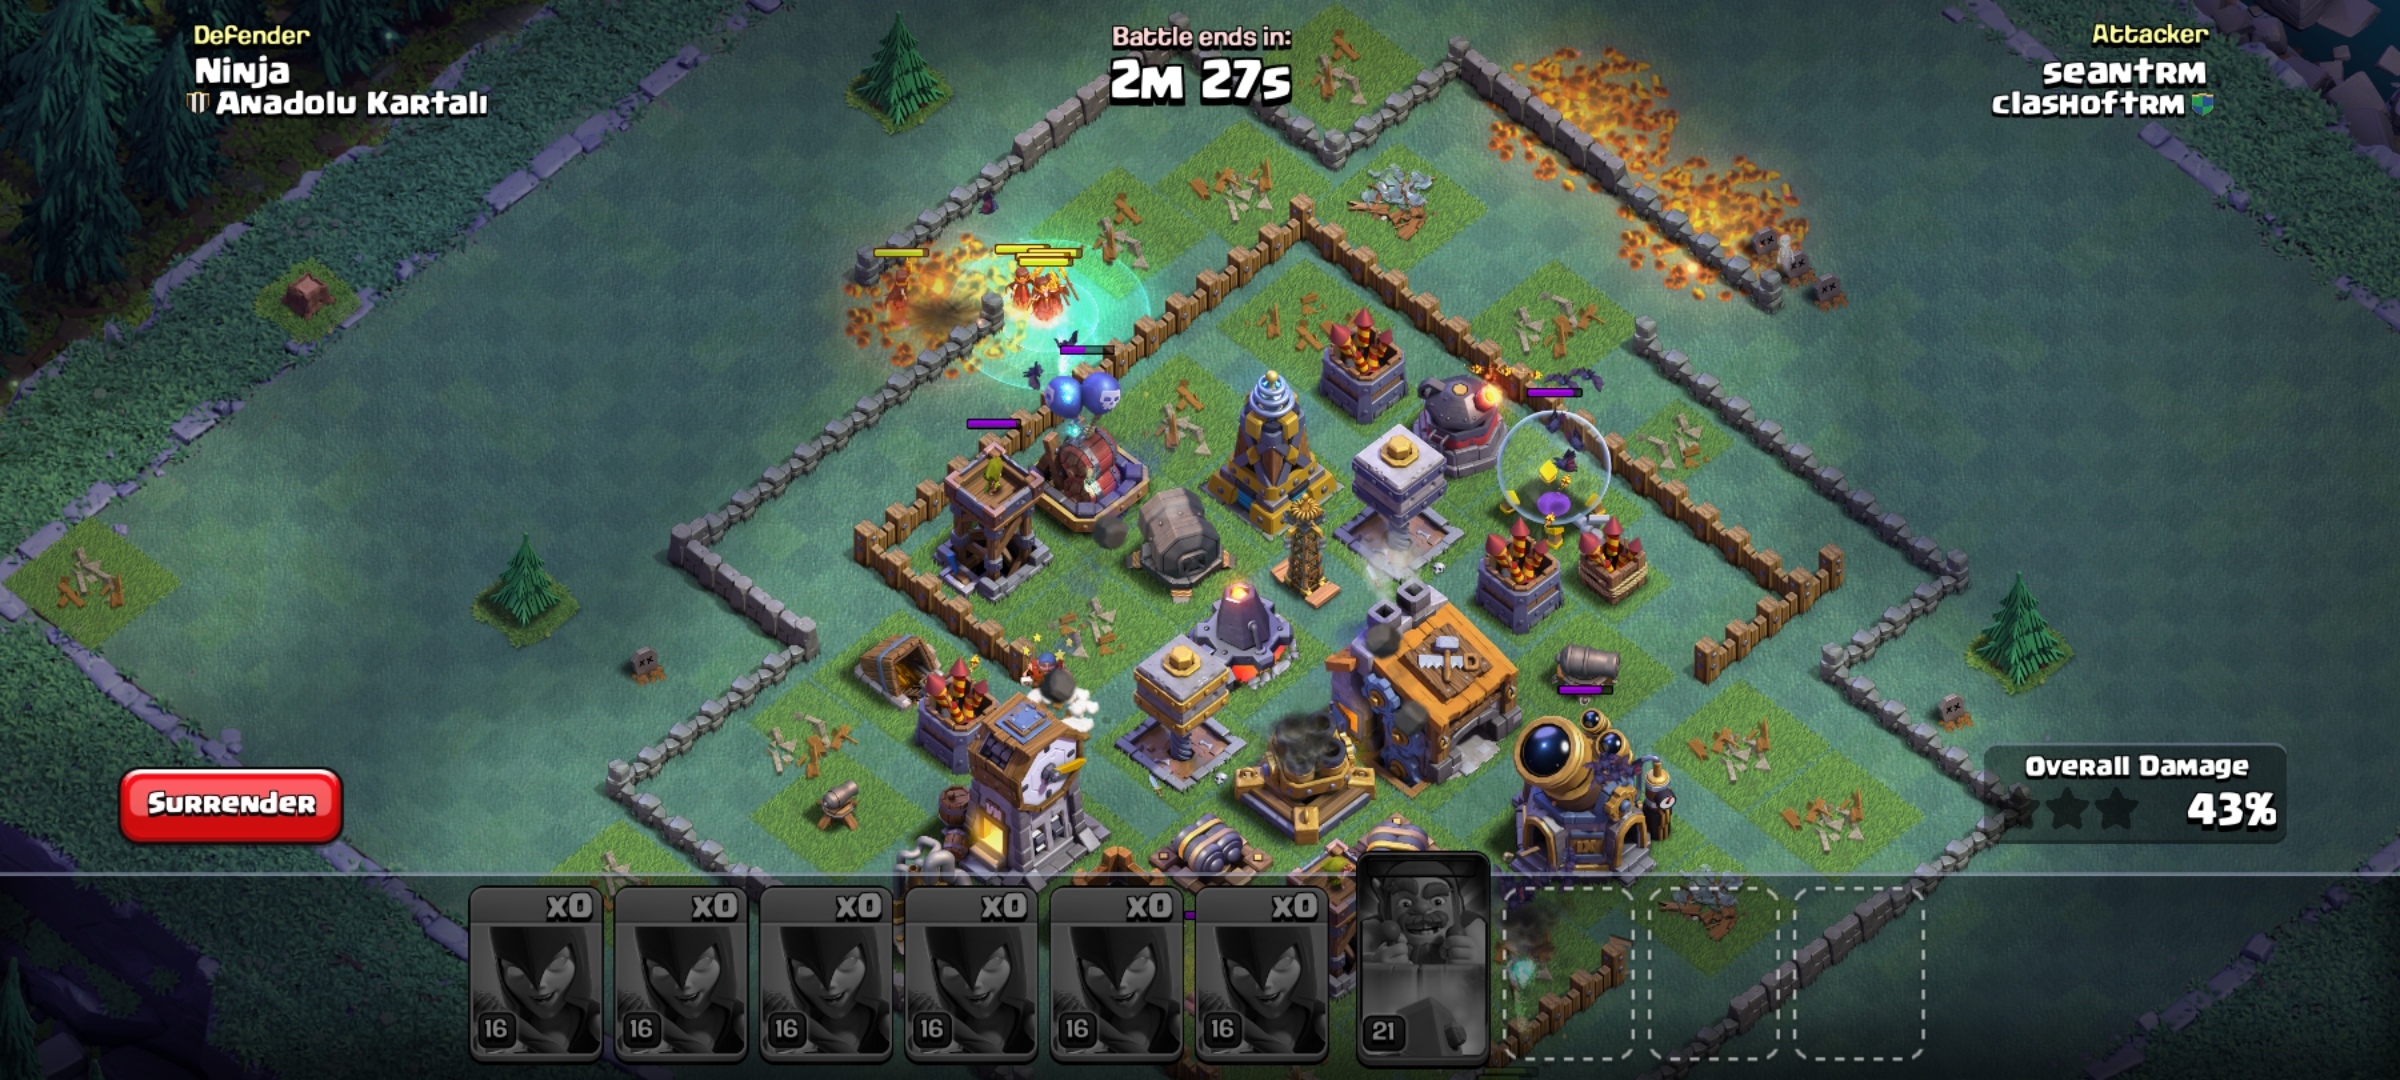 Defender
Ninja
Anadolu Kartalı
Battle ends in:
2M 27s
Attacker
seantRM
clashoftRM
Surrender
Overall Damage
43%
x0
x0
x0
x0
x0
x0
16
16
16
16
16
16
21